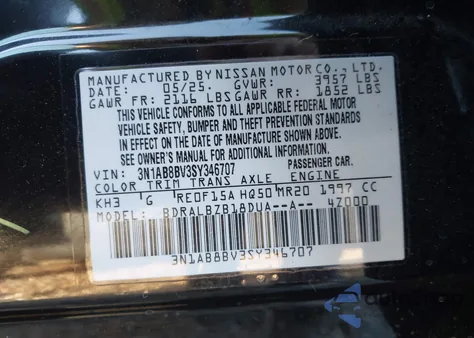 MANUFACTURED BY NISSAN MOTOR CO., LTD.
DATE: 05/25. GVWR: 3957 LBS
GAWR FR: 2116 LBS GAWR RR: 1852 LBS
THIS VEHICLE CONFORMS TO ALL APPLICABLE FEDERAL MOTOR
VEHICLE SAFETY, BUMPER AND THEFT PREVENTION STANDARDS
IN EFFECT ON THE DATE OF MANUFACTURE SHOWN ABOVE.
SEE OWNER'S MANUAL FOR ADDITIONAL INFORMATION.
VIN: 3N1AB8BV3SY346707 PASSENGER CAR.
COLOR TRIM TRANS AXLE ENGINE
KH3 G RE0F15A HQ50 MR20 1997 CC
MODEL: BDRALBZB18DUA--A-- 4Z000
3N1AB8BV3SY346707